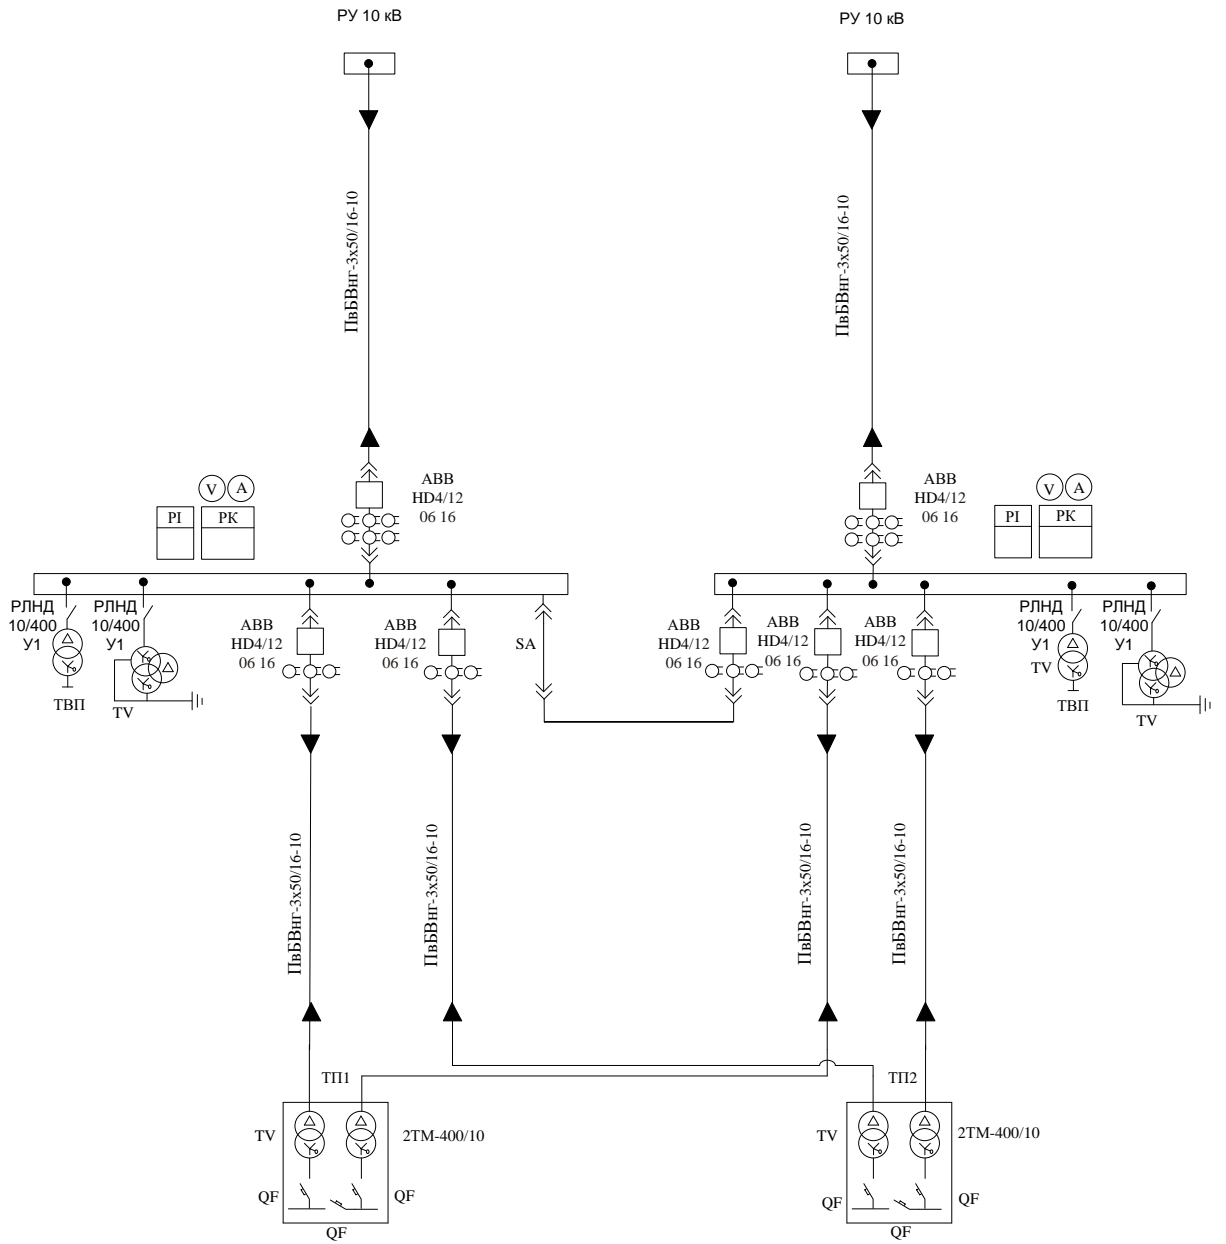 РУ 10 кВ
РУ 10 кВ
ПвБВнг-3х50/16-10
ПвБВнг-3х50/16-10
ABB
HD4/12
06 16
ABB
HD4/12
06 16
V
A
PI
PK
V
A
PI
PK
РЛНД
10/400
У1
ТВП
РЛНД
10/400
У1
TV
ABB
HD4/12
06 16
ABB
HD4/12
06 16
SA
ABB
HD4/12
06 16
ABB
HD4/12
06 16
ABB
HD4/12
06 16
РЛНД
10/400
У1
TV
ТВП
РЛНД
10/400
У1
TV
ПвБВнг-3х50/16-10
ПвБВнг-3х50/16-10
ПвБВнг-3х50/16-10
ПвБВнг-3х50/16-10
ТП1
ТП2
TV
2ТМ-400/10
TV
2ТМ-400/10
QF
QF
QF
QF
QF
QF